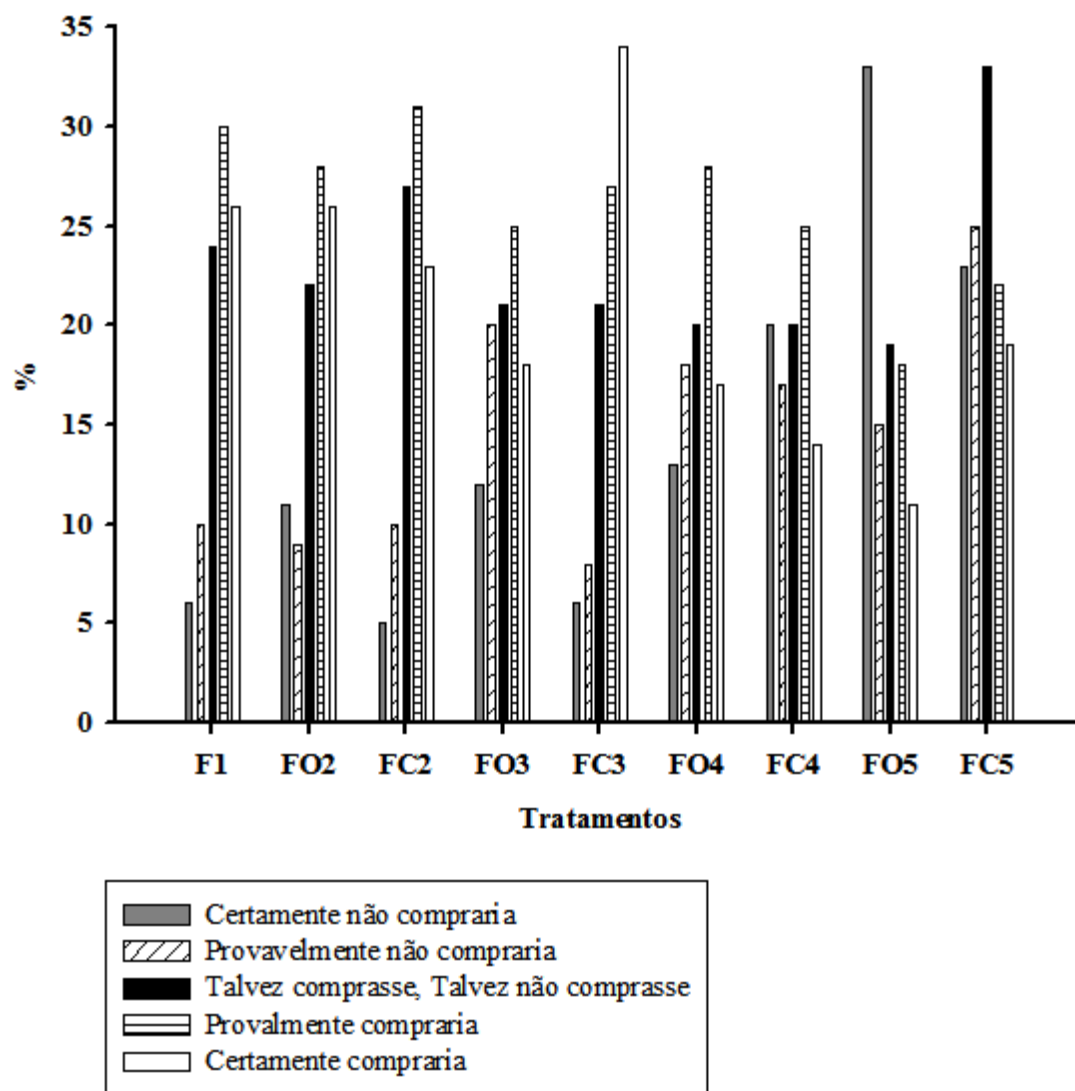 35
30
25
20
15
10
5
0
%
F1 FO2 FC2 FO3 FC3 FO4 FC4 FO5 FC5
Tratamentos
Certamente não compraria
Provavelmente não compraria
Talvez comprasse, Talvez não comprasse
Provalmente compraria
Certamente compraria